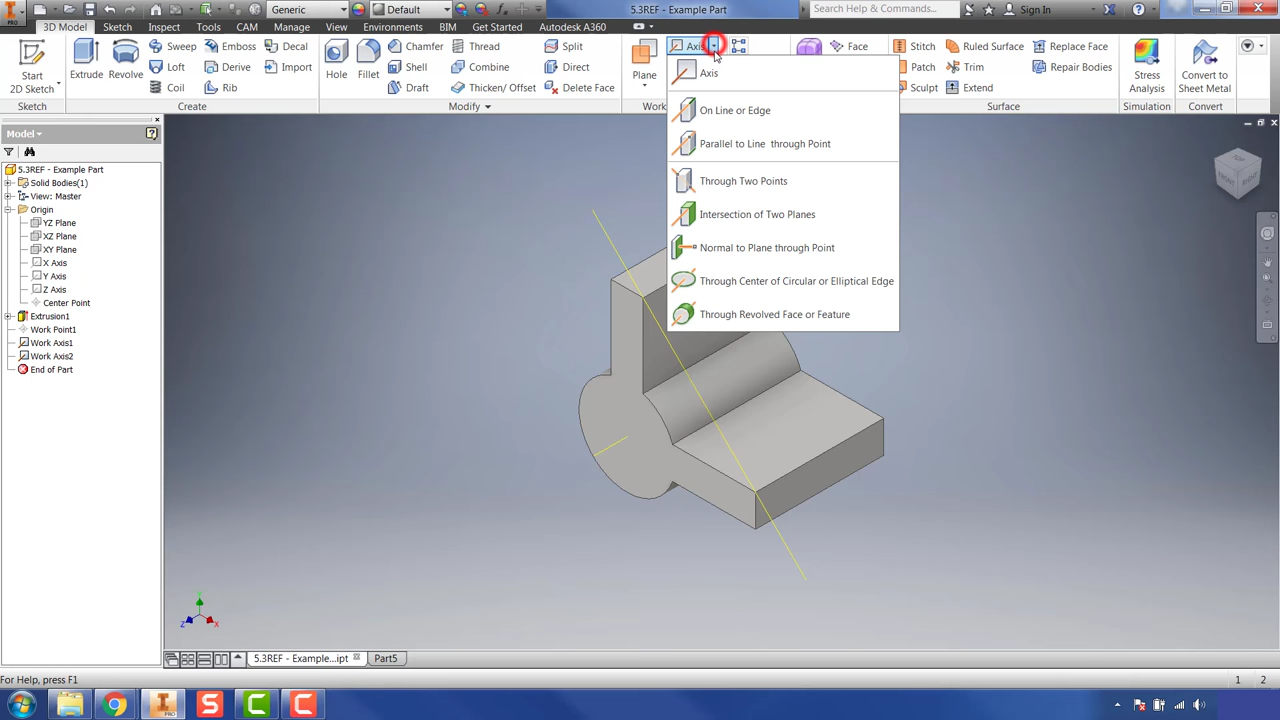 Generic
Default
5.3REF - Example Part
Search Help & Commands...
Sign In
PRO
3D Model
Sketch
Inspect
Tools
CAM
Manage
View
Environments
BIM
Get Started
Autodesk A360
Start
2D Sketch
Sketch
Extrude
Revolve
Sweep
Emboss
Decal
Loft
Derive
Import
Coil
Rib
Create
Hole
Fillet
Chamfer
Thread
Split
Shell
Combine
Direct
Draft
Thicken/ Offset
Delete Face
Modify
Plane
Axis
Face
Stitch
Ruled Surface
Replace Face
Patch
Trim
Repair Bodies
Sculpt
Extend
Surface
Stress
Analysis
Simulation
Convert to
Sheet Metal
Convert
Axis
On Line or Edge
Parallel to Line through Point
Through Two Points
Intersection of Two Planes
Normal to Plane through Point
Through Center of Circular or Elliptical Edge
Through Revolved Face or Feature
Model
5.3REF - Example Part
Solid Bodies(1)
View: Master
Origin
YZ Plane
XZ Plane
XY Plane
X Axis
Y Axis
Z Axis
Center Point
Extrusion1
Work Point1
Work Axis1
Work Axis2
End of Part
TOP
FRONT
RIGHT
Y
Z
X
5.3REF - Example...ipt
Part5
For Help, press F1
1
2
PRO